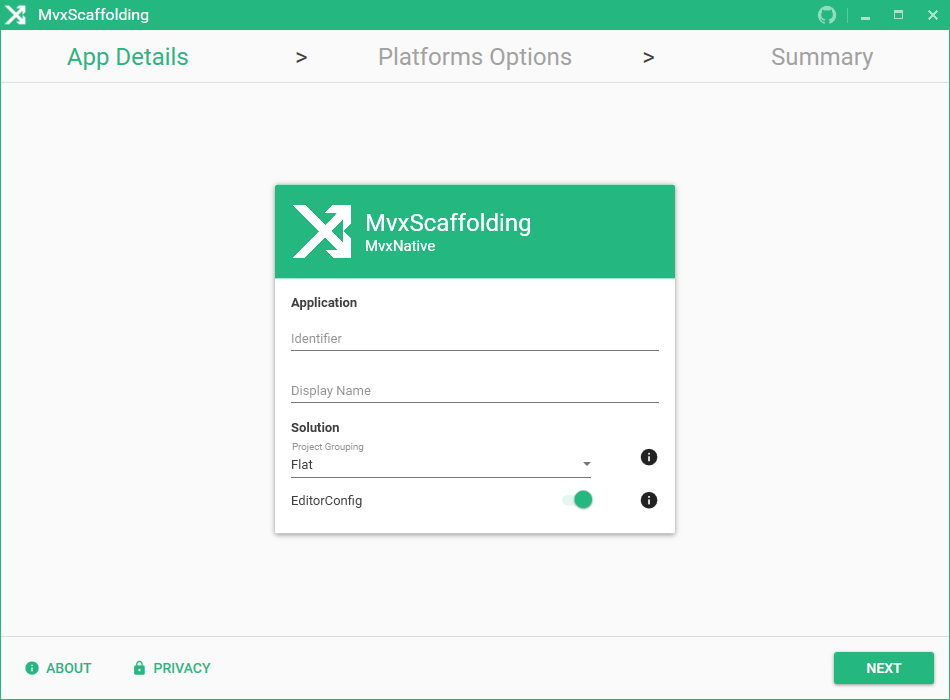 MvxScaffolding
App Details > Platforms Options > Summary
MvxScaffolding
MvxNative
Application
Identifier
Display Name
Solution
Project Grouping
Flat
EditorConfig
ABOUT PRIVACY NEXT